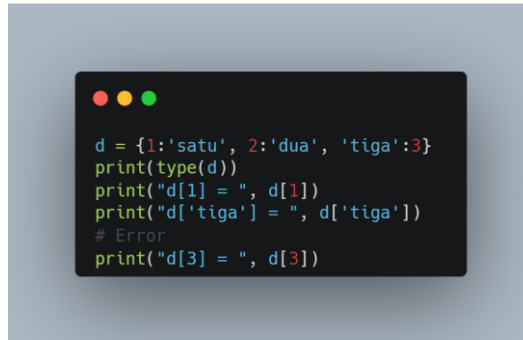 d = {1:'satu', 2:'dua', 'tiga':3}
print(type(d))
print("d[1] = ", d[1])
print("d['tiga'] = ", d['tiga'])
# Error
print("d[3] = ", d[3])